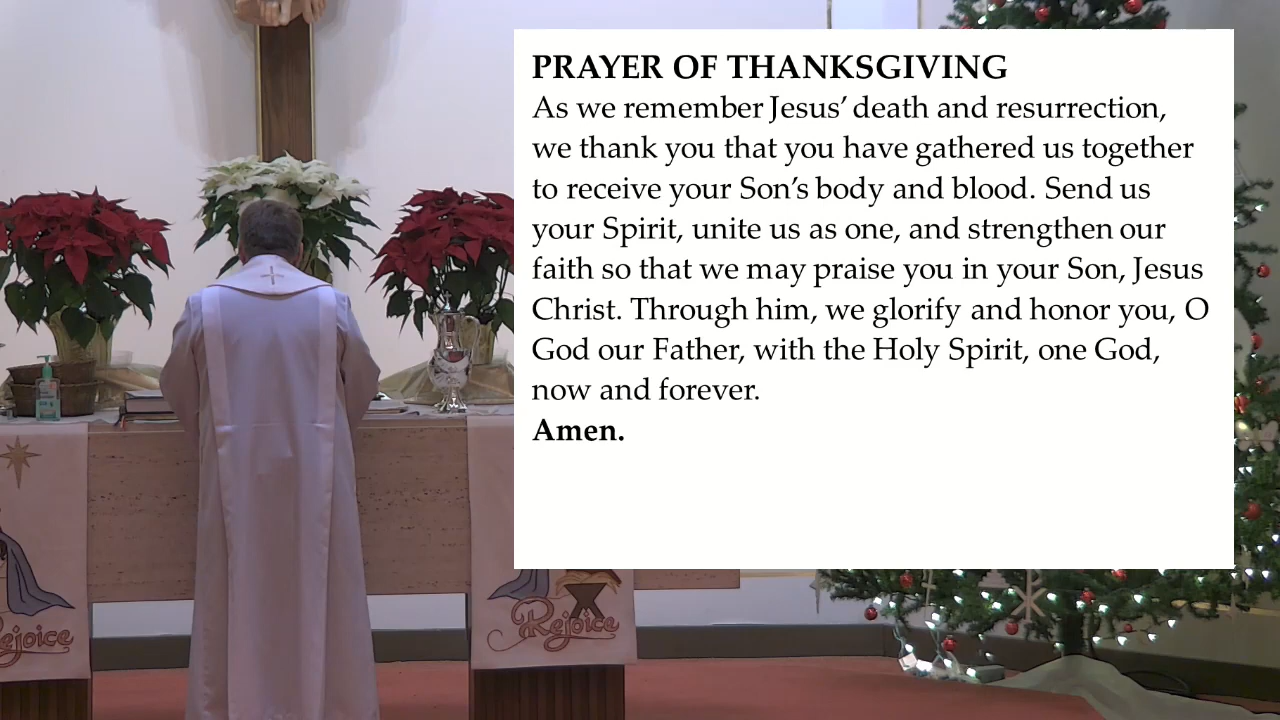 PRAYER OF THANKSGIVING
As we remember Jesus’ death and resurrection,
we thank you that you have gathered us together
to receive your Son’s body and blood. Send us
your Spirit, unite us as one, and strengthen our
faith so that we may praise you in your Son, Jesus
Christ. Through him, we glorify and honor you, O
God our Father, with the Holy Spirit, one God,
now and forever.
Amen.
Rejoice
Rejoice